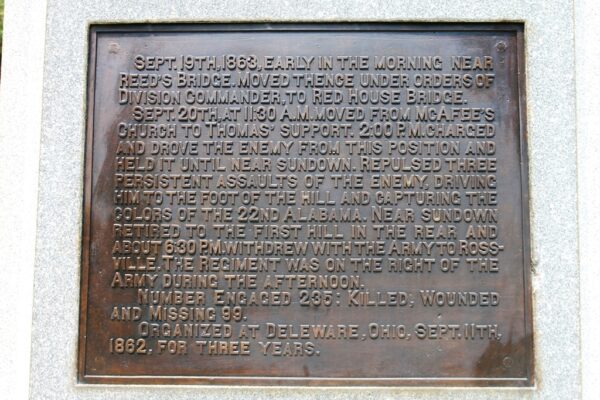 SEPT. 19TH, 1863, EARLY IN THE MORNING NEAR
REED'S BRIDGE. MOVED THENCE UNDER ORDERS OF
DIVISION COMMANDER, TO RED HOUSE BRIDGE.
SEPT. 20TH, AT 11:30 A.M. MOVED FROM MCAFEE'S
CHURCH TO THOMAS' SUPPORT. 2:00 P.M. CHARGED
AND DROVE THE ENEMY FROM THIS POSITION AND
HELD IT UNTIL NEAR SUNDOWN. REPULSED THREE
PERSISTENT ASSAULTS OF THE ENEMY, DRIVING
HIM TO THE FOOT OF THE HILL AND CAPTURING THE
COLORS OF THE 22ND ALABAMA. NEAR SUNDOWN
RETIRED TO THE FIRST HILL IN THE REAR AND
ABOUT 6:30 P.M. WITHDREW WITH THE ARMY TO ROSS-
VILLE. THE REGIMENT WAS ON THE RIGHT OF THE
ARMY DURING THE AFTERNOON.
NUMBER ENGAGED 235; KILLED, WOUNDED
AND MISSING 99.
ORGANIZED AT DELEWARE, OHIO, SEPT. 11TH,
1862. FOR THREE YEARS.